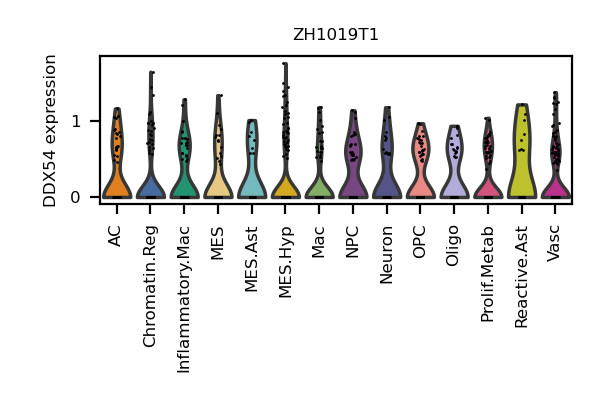 ZH1019T1
DDX54 expression
1
0
AC
Chromatin.Reg
Inflammatory.Mac
MES
MES.Ast
MES.Hyp
Mac
NPC
Neuron
OPC
Oligo
Prolif.Metab
Reactive.Ast
Vasc